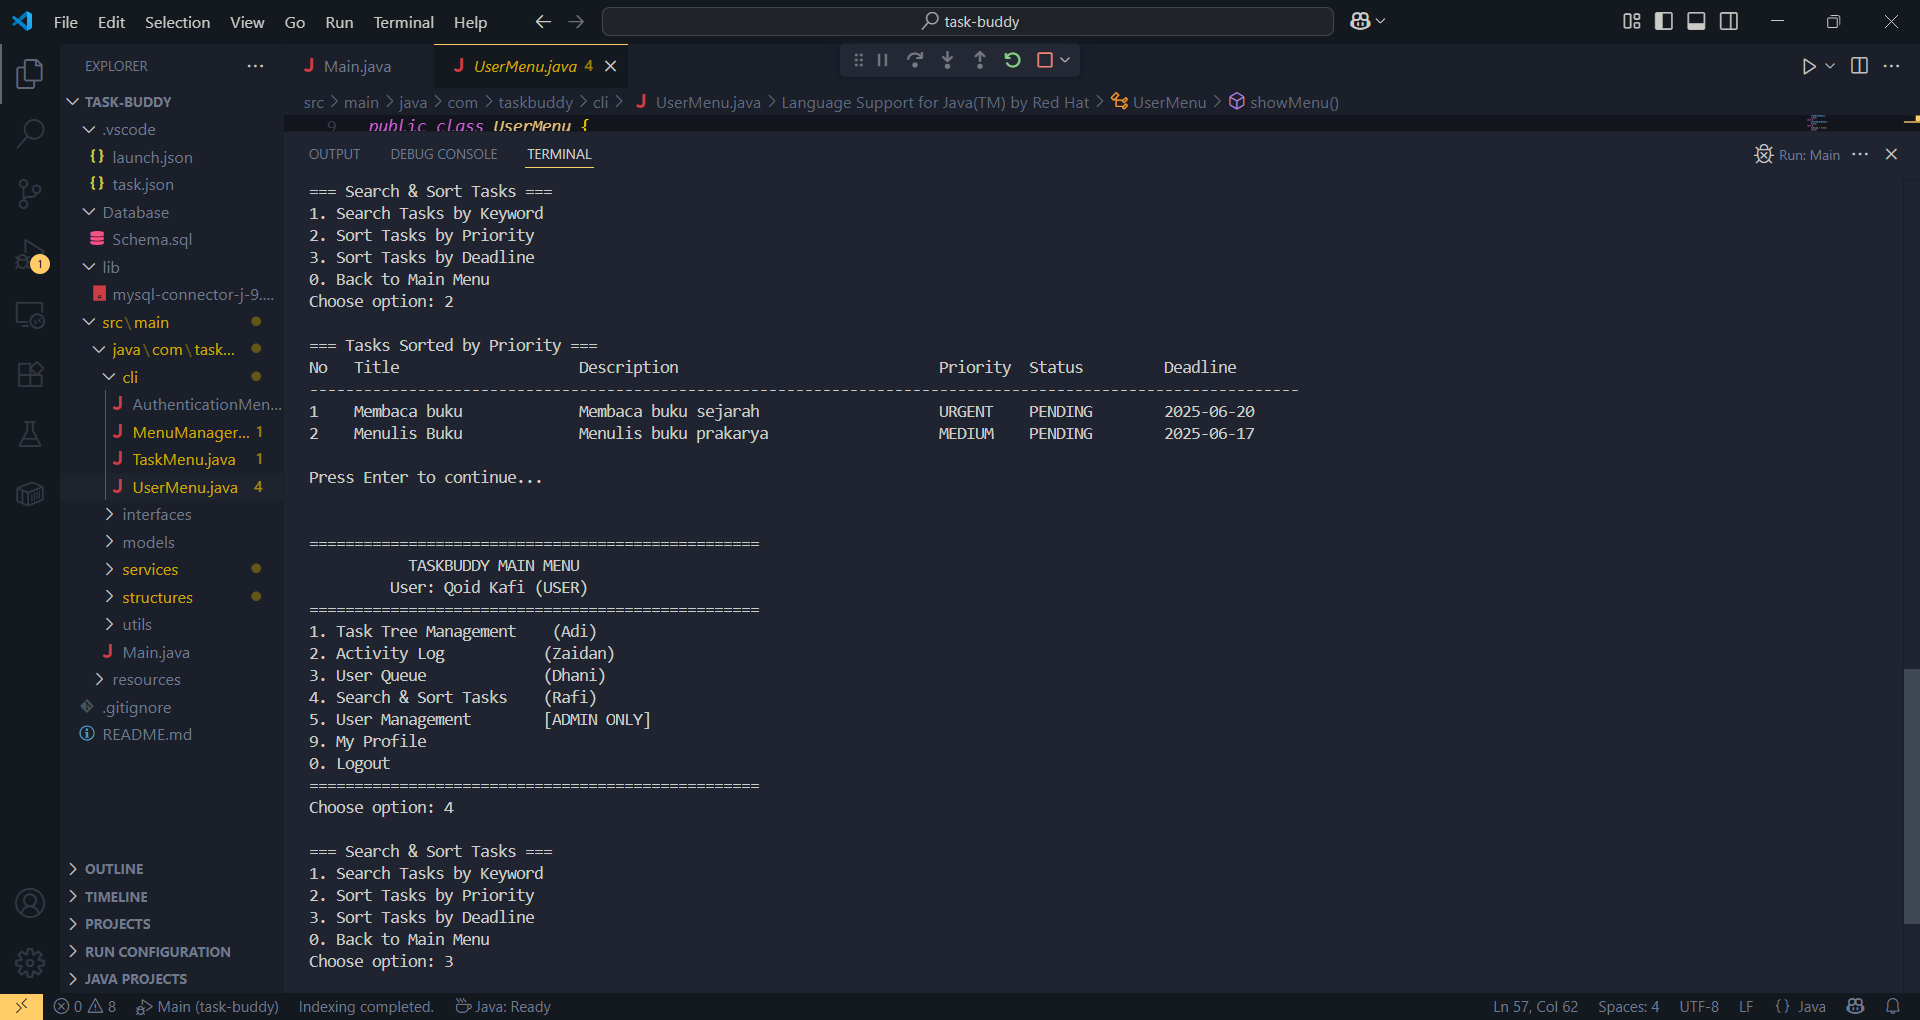 File Edit Selection View Go Run Terminal Help
task-buddy
EXPLORER
TASK-BUDDY
.vscode
{} launch.json
{} task.json
Database
Schema.sql
lib
mysql-connector-j-9....
src\main
java\com\task...
cli
J AuthenticationMen...
J MenuManager... 1
J TaskMenu.java 1
J UserMenu.java 4
interfaces
models
services
structures
utils
J Main.java
resources
.gitignore
README.md
OUTLINE
TIMELINE
PROJECTS
RUN CONFIGURATION
JAVA PROJECTS
1
J Main.java
J UserMenu.java 4
src > main > java > com > taskbuddy > cli > J UserMenu.java > Language Support for Java(TM) by Red Hat > UserMenu > showMenu()
9 public class UserMenu {
OUTPUT DEBUG CONSOLE TERMINAL
Run: Main
=== Search & Sort Tasks ===
1. Search Tasks by Keyword
2. Sort Tasks by Priority
3. Sort Tasks by Deadline
0. Back to Main Menu
Choose option: 2
=== Tasks Sorted by Priority ===
No Title Description Priority Status Deadline
--------------------------------------------------------------------------------------------------------------
1 Membaca buku Membaca buku sejarah URGENT PENDING 2025-06-20
2 Menulis Buku Menulis buku prakarya MEDIUM PENDING 2025-06-17
Press Enter to continue...
==================================================
TASKBUDDY MAIN MENU
User: Qoid Kafi (USER)
==================================================
1. Task Tree Management (Adi)
2. Activity Log (Zaidan)
3. User Queue (Dhani)
4. Search & Sort Tasks (Rafi)
5. User Management [ADMIN ONLY]
9. My Profile
0. Logout
==================================================
Choose option: 4
=== Search & Sort Tasks ===
1. Search Tasks by Keyword
2. Sort Tasks by Priority
3. Sort Tasks by Deadline
0. Back to Main Menu
Choose option: 3
0 8 Main (task-buddy) Indexing completed. Java: Ready
Ln 57, Col 62 Spaces: 4 UTF-8 LF {} Java